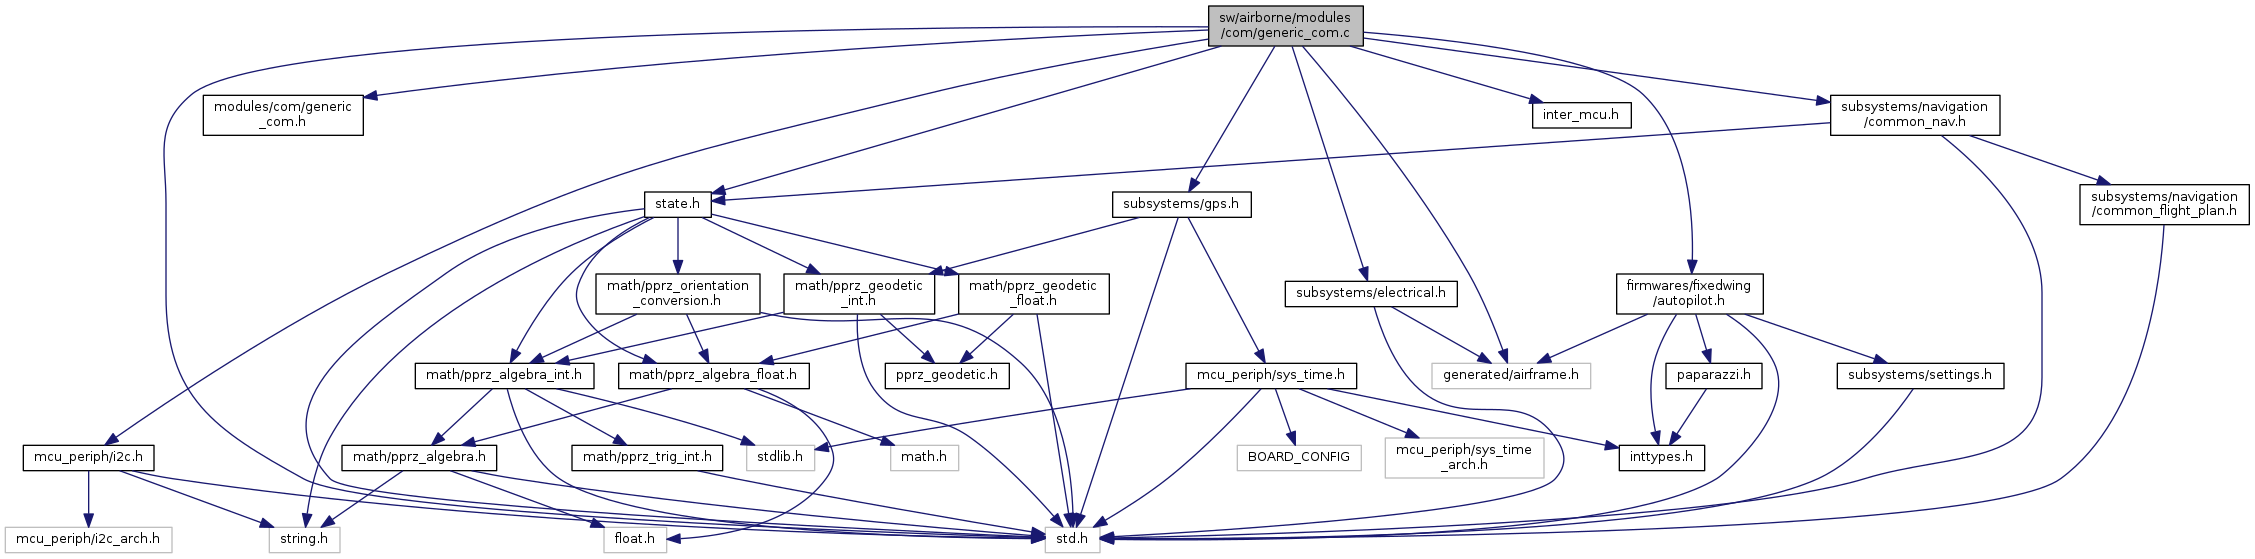 sw/airborne/modules
/com/generic_com.c
modules/com/generic
_com.h
inter_mcu.h
subsystems/navigation
/common_nav.h
state.h
subsystems/gps.h
subsystems/navigation
/common_flight_plan.h
math/pprz_orientation
_conversion.h
math/pprz_geodetic
_int.h
math/pprz_geodetic
_float.h
subsystems/electrical.h
firmwares/fixedwing
/autopilot.h
math/pprz_algebra_int.h
math/pprz_algebra_float.h
pprz_geodetic.h
mcu_periph/sys_time.h
generated/airframe.h
paparazzi.h
subsystems/settings.h
mcu_periph/i2c.h
math/pprz_algebra.h
math/pprz_trig_int.h
stdlib.h
math.h
BOARD_CONFIG
mcu_periph/sys_time
_arch.h
inttypes.h
mcu_periph/i2c_arch.h
string.h
float.h
std.h